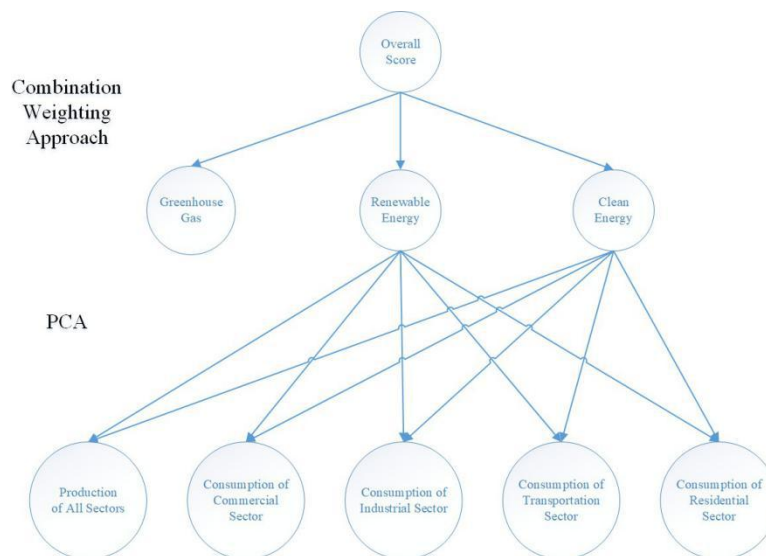 Overall
Score
Combination
Weighting
Approach
Greenhouse
Gas
Renewable
Energy
Clean
Energy
PCA
Production
of All Sectors
Consumption of
Commercial
Sector
Consumption of
Industrial Sector
Consumption of
Transportation
Sector
Consumption of
Residential
Sector